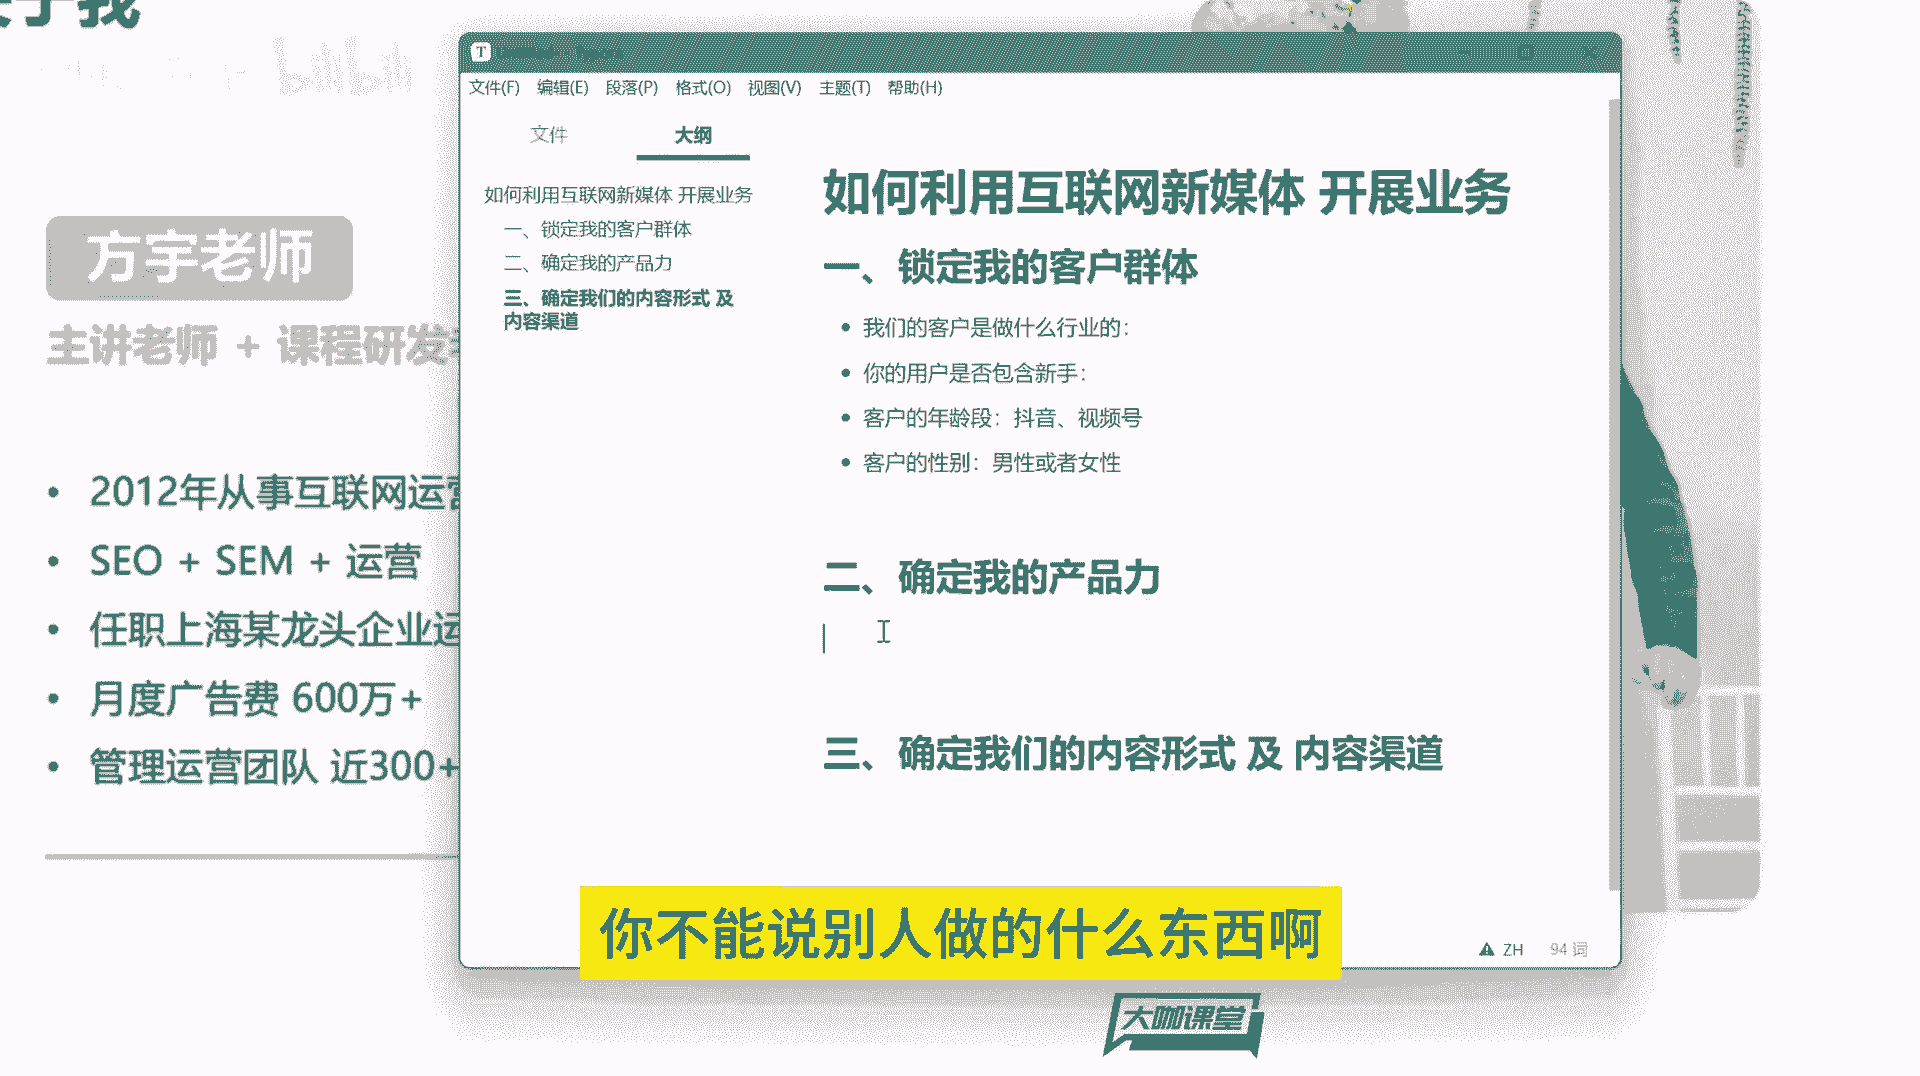 于我
bilibili
方宇老师
主讲老师 + 课程研发
2012年从事互联网运营
SEO + SEM + 运营
任职上海某龙头企业运
月度广告费 600万+
管理运营团队 近300+
T
文件(F) 编辑(E) 段落(P) 格式(O) 视图(V) 主题(T) 帮助(H)
文件 大纲
如何利用互联网新媒体 开展业务
一、锁定我的客户群体
二、确定我的产品力
三、确定我们的内容形式 及
内容渠道
如何利用互联网新媒体 开展业务
一、锁定我的客户群体
我们的客户是做什么行业的：
你的用户是否包含新手：
客户的年龄段：抖音、视频号
客户的性别：男性或者女性
二、确定我的产品力
三、确定我们的内容形式 及 内容渠道
ZH 94 词
你不能说别人做的什么东西啊
大咖课堂